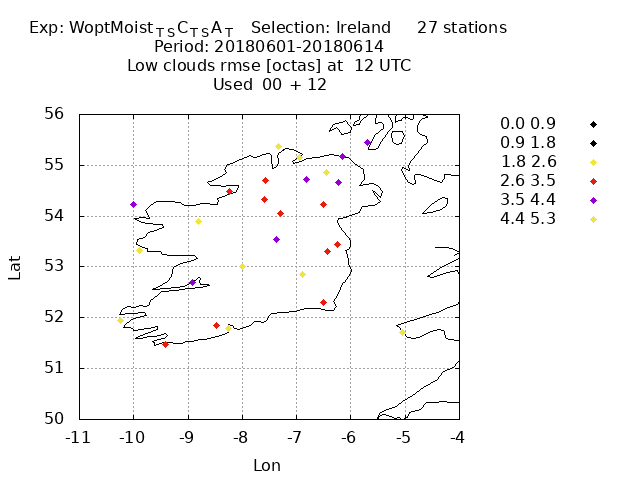 Exp: WoptMoist_TSC_TSA_T Selection: Ireland 27 stations
Period: 20180601-20180614
Low clouds rmse [octas] at 12 UTC
Used 00 + 12
56
55
54
53
52
51
50
-11 -10 -9 -8 -7 -6 -5 -4
Lat
Lon
0.0 0.9
0.9 1.8
1.8 2.6
2.6 3.5
3.5 4.4
4.4 5.3